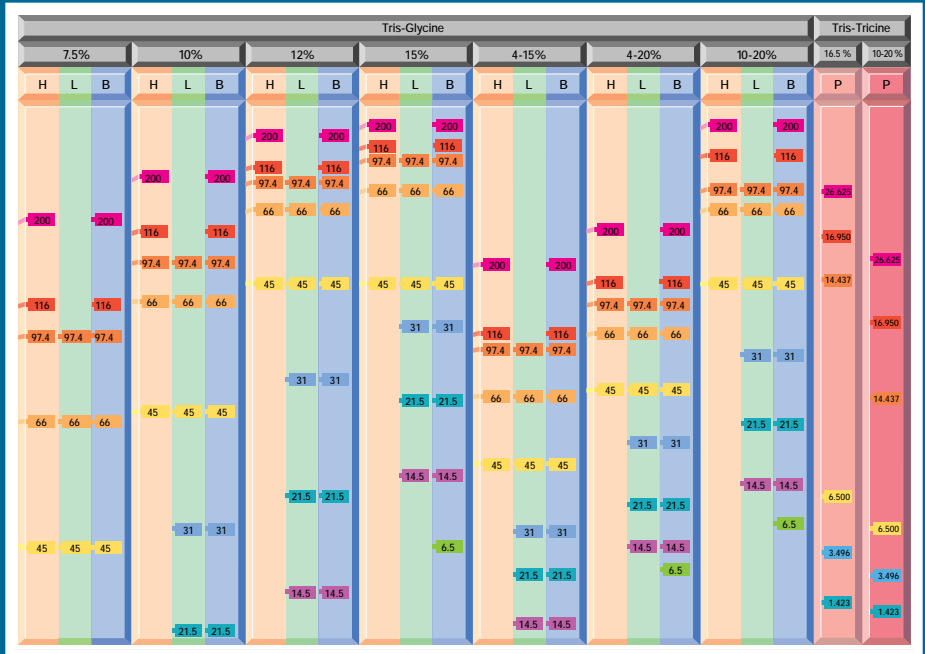 Tris-Glycine
7.5%
H L B
200 200
116 116
97.4 97.4 97.4
66 66 66
45 45 45
10%
H L B
200 200
116 116
97.4 97.4 97.4
66 66 66
45 45 45
31 31
21.5 21.5
12%
H L B
200 200
116 116
97.4 97.4 97.4
66 66 66
45 45 45
31 31
21.5 21.5
14.5 14.5
15%
H L B
200 200
116 116
97.4 97.4 97.4
66 66 66
45 45 45
31 31
21.5 21.5
14.5 14.5
6.5
4-15%
H L B
200 200
116 116
97.4 97.4 97.4
66 66 66
45 45 45
31 31
21.5 21.5
14.5 14.5
4-20%
H L B
200 200
116 116
97.4 97.4 97.4
66 66 66
45 45 45
31 31
21.5 21.5
14.5 14.5
6.5
10-20%
H L B
200 200
116 116
97.4 97.4 97.4
66 66 66
45 45 45
31 31
21.5 21.5
14.5 14.5
6.5
Tris-Tricine
16.5 %
P
26.625
16.950
14.437
6.500
3.496
1.423
10-20 %
P
26.625
16.950
14.437
6.500
3.496
1.423